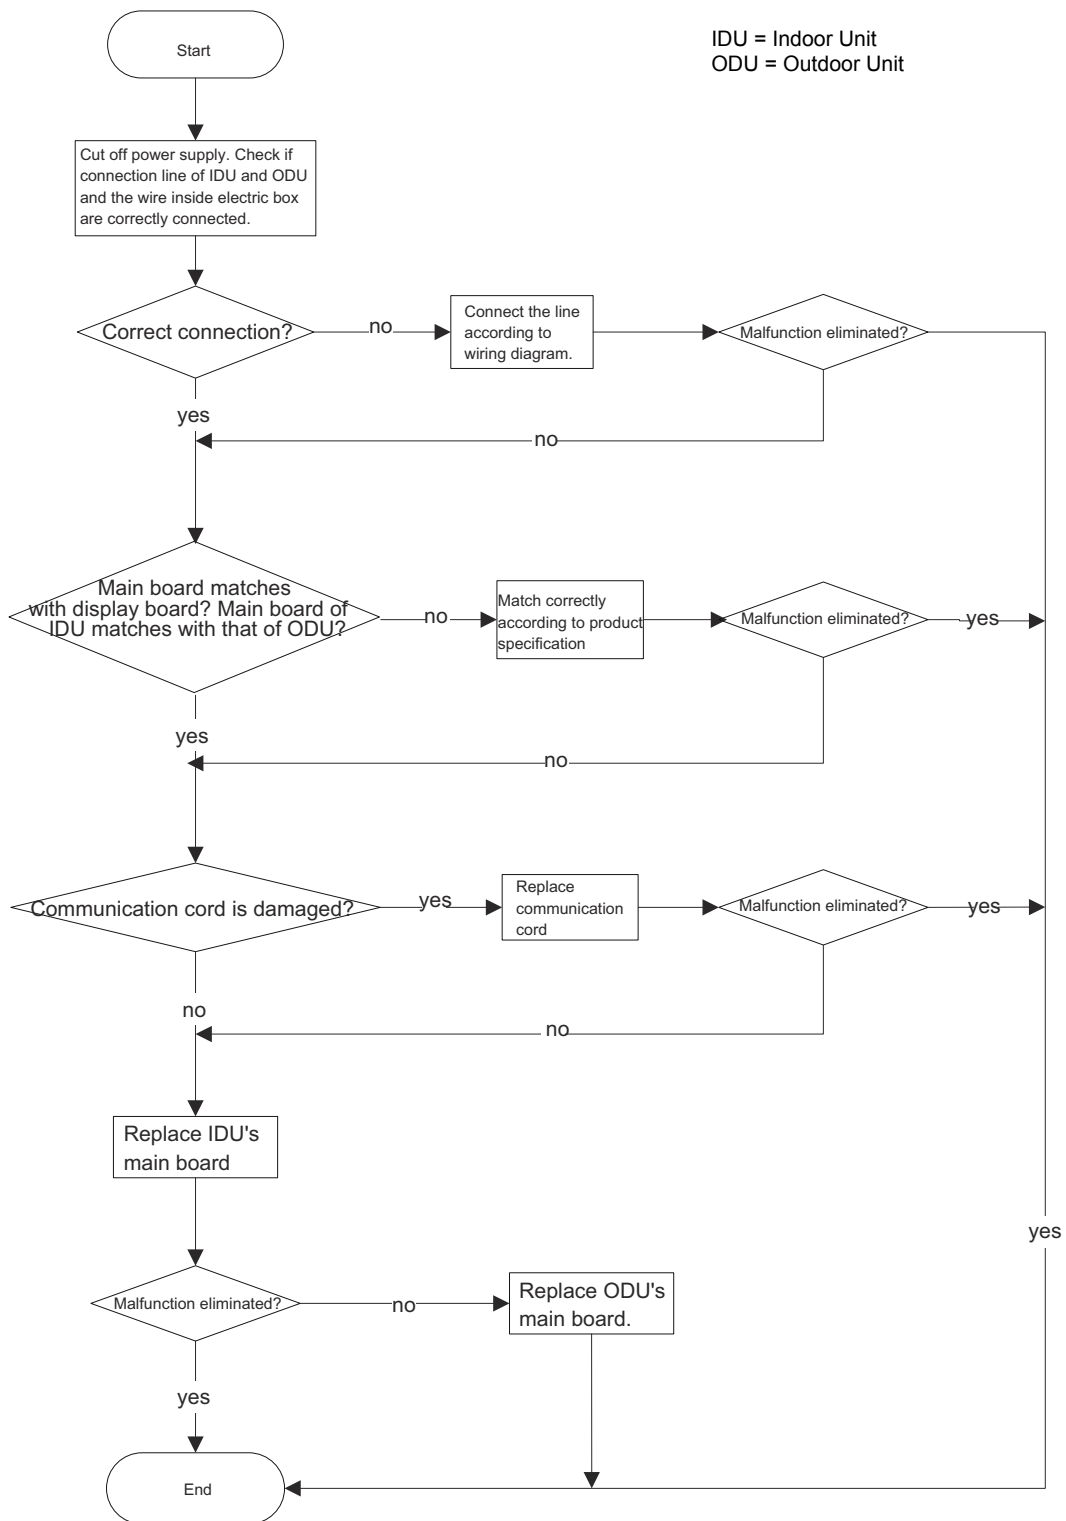 Start
IDU = Indoor Unit
ODU = Outdoor Unit
Cut off power supply. Check if
connection line of IDU and ODU
and the wire inside electric box
are correctly connected.
Correct connection?
no
Connect the line
according to
wiring diagram.
Malfunction eliminated?
yes
no
Main board matches
with display board? Main board of
IDU matches with that of ODU?
no
Match correctly
according to product
specification
Malfunction eliminated?
yes
yes
no
Communication cord is damaged?
yes
Replace
communication
cord
Malfunction eliminated?
yes
no
no
Replace IDU's
main board
yes
Malfunction eliminated?
no
Replace ODU's
main board.
yes
End